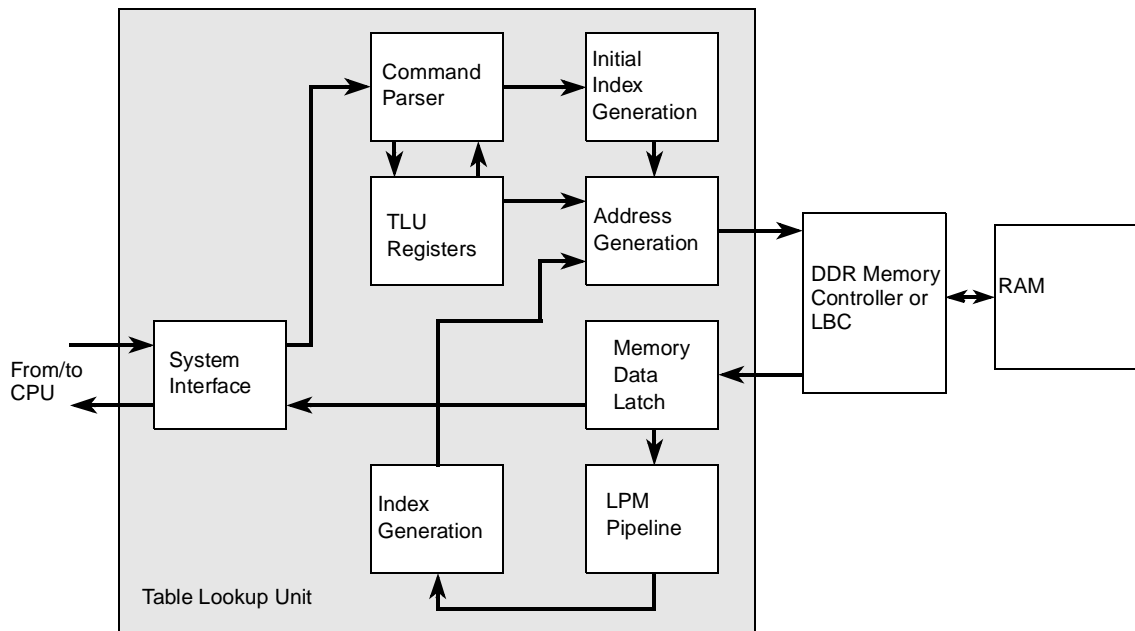 Command
Parser
Initial
Index
Generation
TLU
Registers
Address
Generation
DDR Memory
Controller or
LBC
RAM
From/to
CPU
System
Interface
Memory
Data
Latch
Index
Generation
LPM
Pipeline
Table Lookup Unit